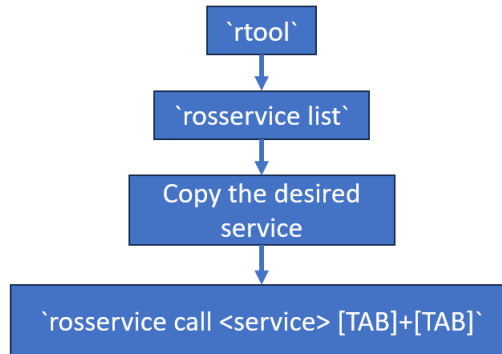 `rtool`
`rosservice list`
Copy the desired
service
`rosservice call <service> [TAB]+[TAB]`